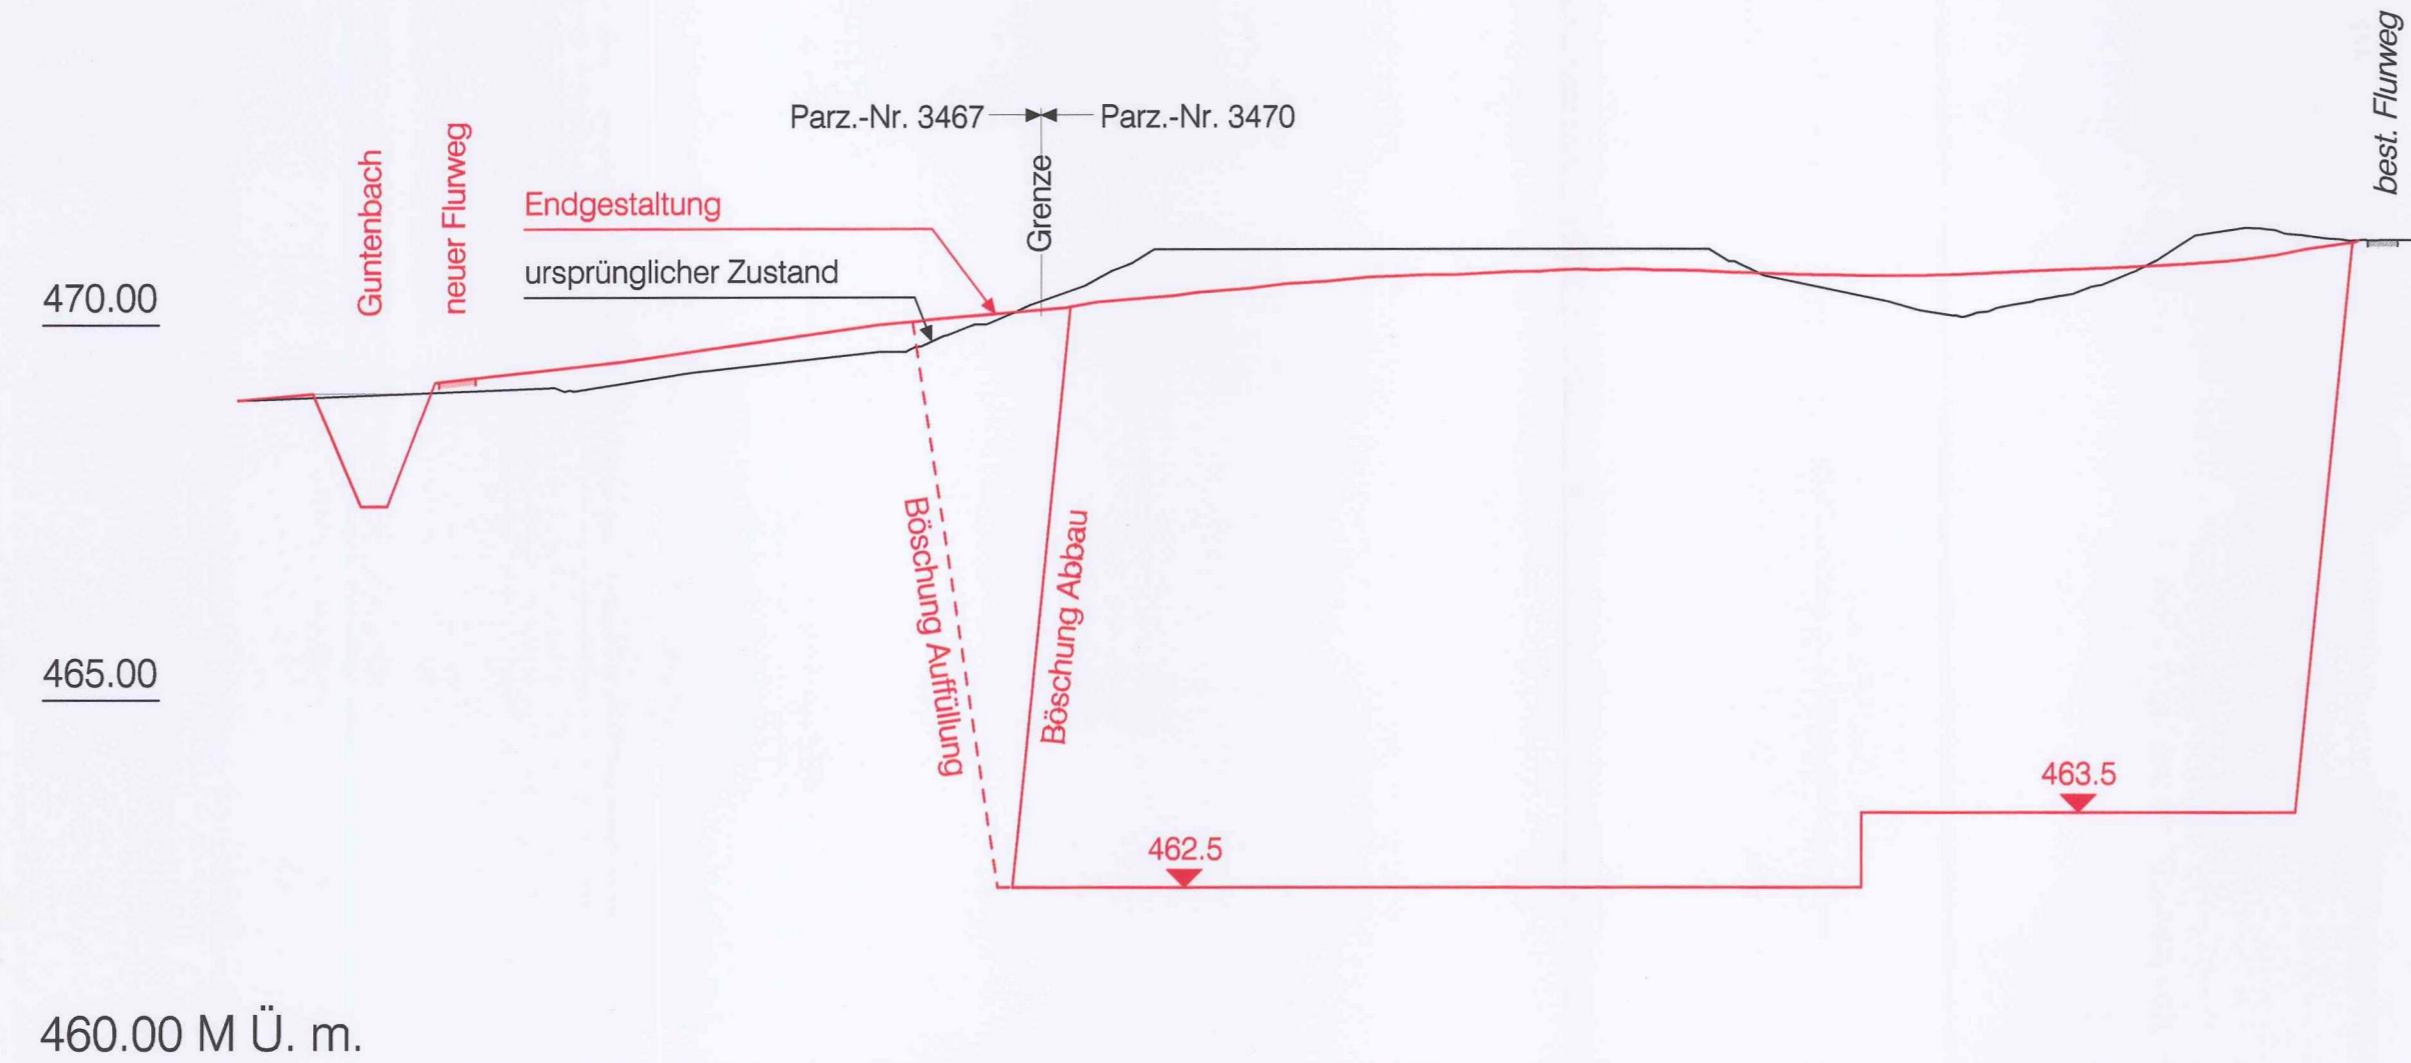 best. Flurweg
Parz.-Nr. 3467
Parz.-Nr. 3470
Grenze
Guntenbach
neuer Flurweg
Endgestaltung
ursprünglicher Zustand
470.00
Böschung Auffüllung
Böschung Abbau
465.00
463.5
462.5
460.00 M Ü. m.